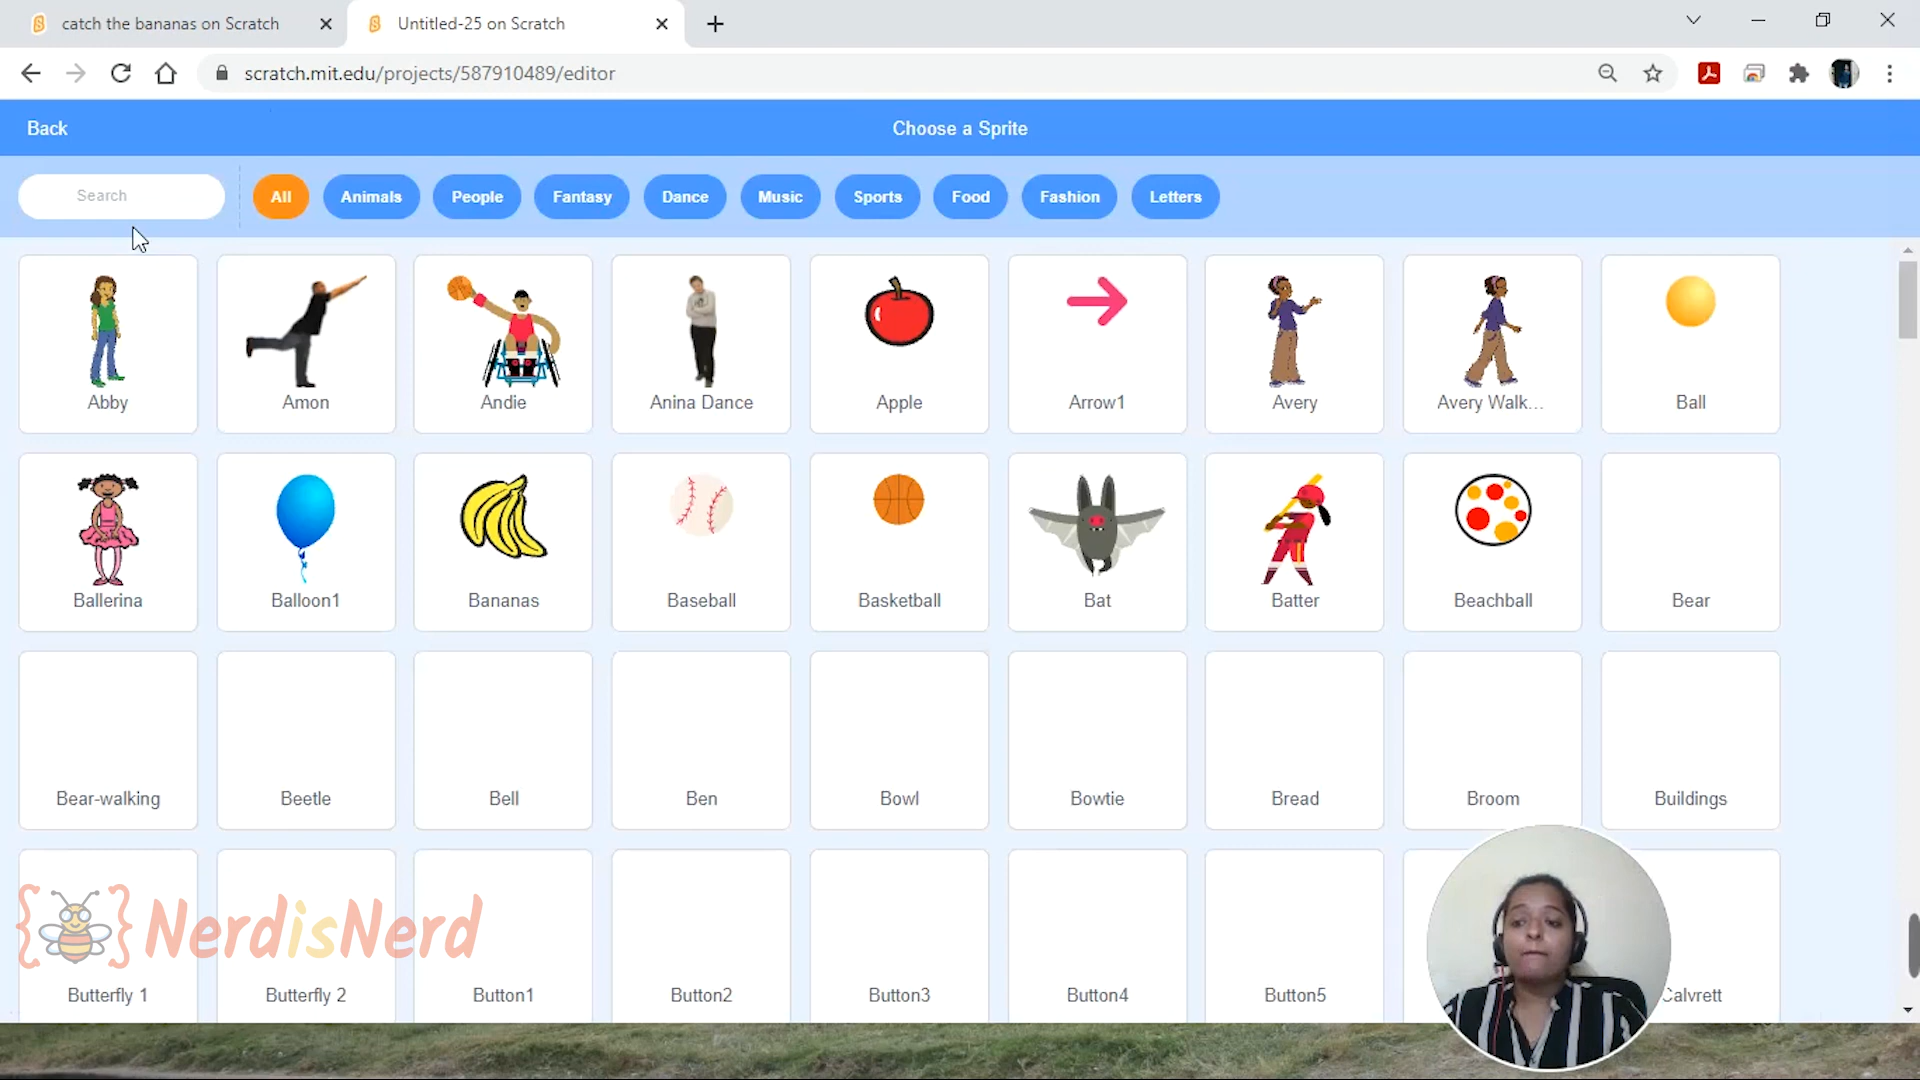 catch the bananas on Scratch
Untitled-25 on Scratch
scratch.mit.edu/projects/587910489/editor
Back
Choose a Sprite
Search
All
Animals
People
Fantasy
Dance
Music
Sports
Food
Fashion
Letters
Abby
Amon
Andie
Anina Dance
Apple
Arrow1
Avery
Avery Walk...
Ball
Ballerina
Balloon1
Bananas
Baseball
Basketball
Bat
Batter
Beachball
Bear
Bear-walking
Beetle
Bell
Ben
Bowl
Bowtie
Bread
Broom
Buildings
{ } NerdisNerd
Butterfly 1
Butterfly 2
Button1
Button2
Button3
Button4
Button5
Calvrett